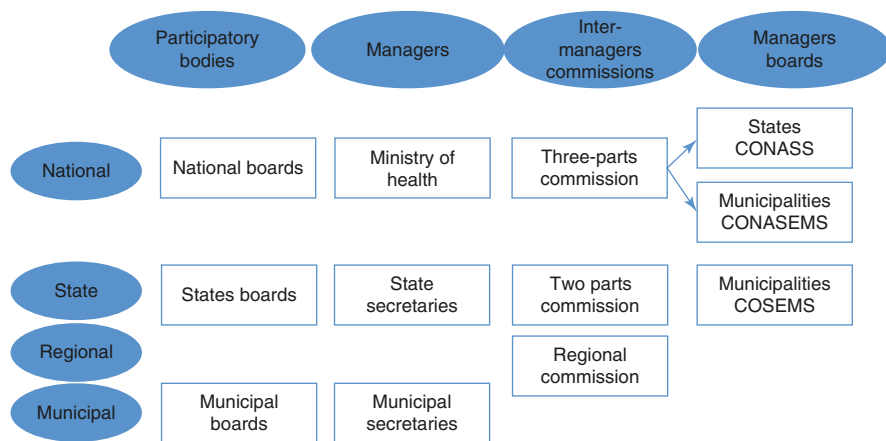 Participatory
bodies
Managers
Inter-
managers
commissions
Managers
boards
National
National boards
Ministry of
health
Three-parts
commission
States
CONASS
Municipalities
CONASEMS
State
States boards
State
secretaries
Two parts
commission
Municipalities
COSEMS
Regional
Regional
commission
Municipal
Municipal
boards
Municipal
secretaries